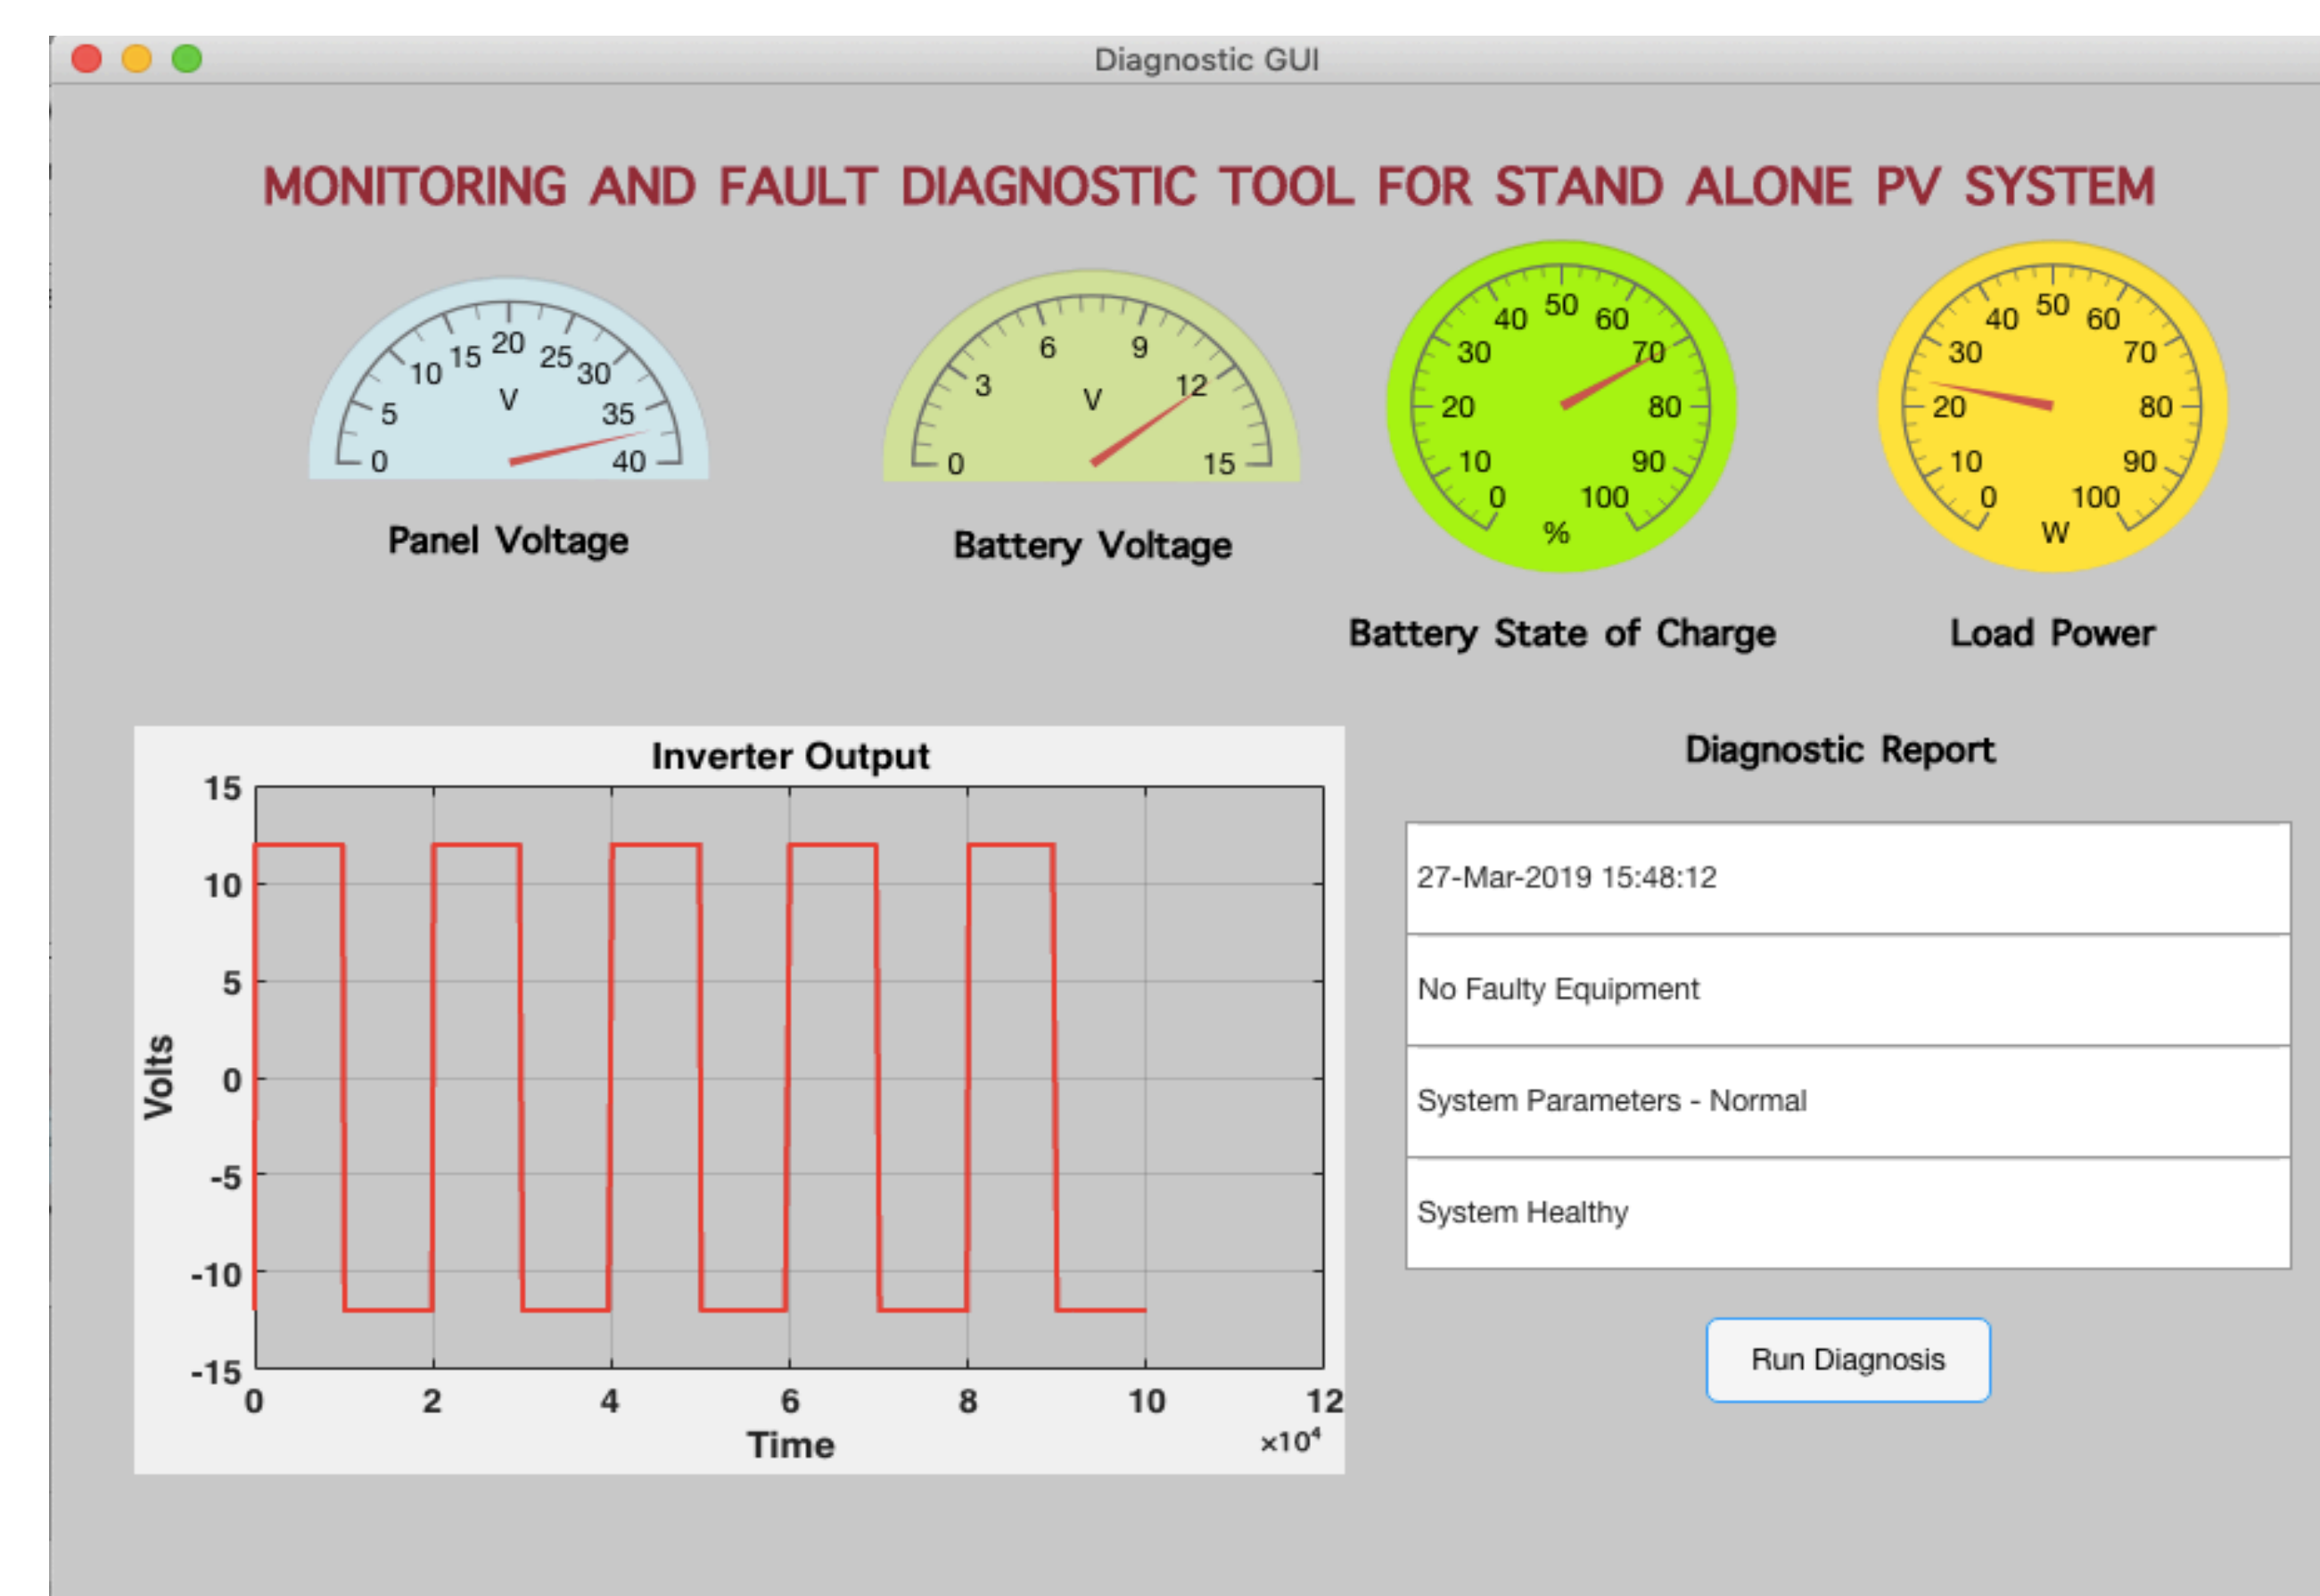 Diagnostic GUI
MONITORING AND FAULT DIAGNOSTIC TOOL FOR STAND ALONE PV SYSTEM
0 5 10 15 20 25 30 35 40
V
Panel Voltage
0 3 6 9 12 15
V
Battery Voltage
0 10 20 30 40 50 60 70 80 90 100
%
Battery State of Charge
0 10 20 30 40 50 60 70 80 90 100
W
Load Power
Inverter Output
15
10
5
0
-5
-10
-15
Volts
0 2 4 6 8 10 12
Time
×10⁴
Diagnostic Report
27-Mar-2019 15:48:12
No Faulty Equipment
System Parameters - Normal
System Healthy
Run Diagnosis